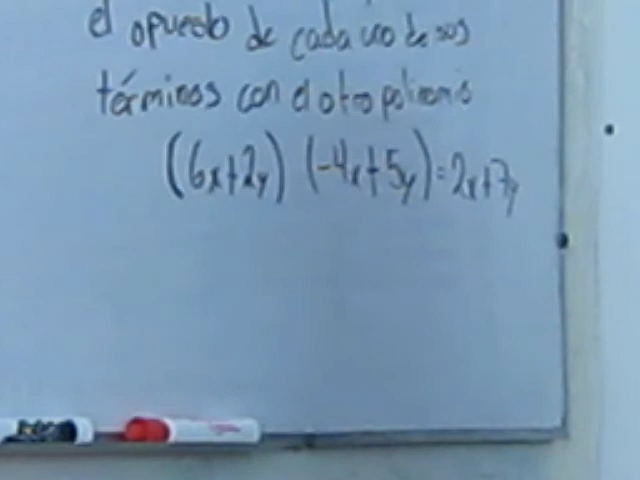 el opuesto de cada uno de sus
términos con el otro polinomio
(6x+2y) (-4x+5y)=2x+7y